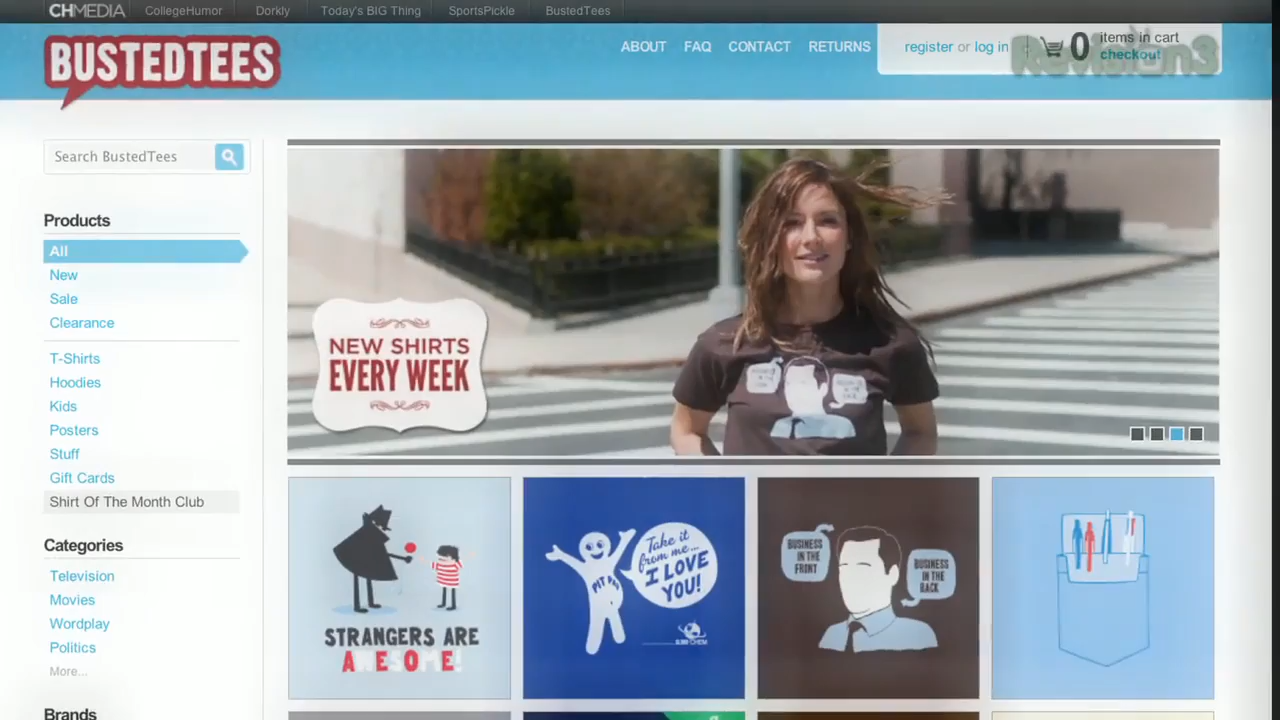 CHMEDIA
CollegeHumor
Dorkly
Today's BIG Thing
SportsPickle
BustedTees
BUSTEDTEES
ABOUT
FAQ
CONTACT
RETURNS
register or log in
0
items in cart
checkout
Revision3
Search BustedTees
Products
All
New
Sale
Clearance
T-Shirts
Hoodies
Kids
Posters
Stuff
Gift Cards
Shirt Of The Month Club
Categories
Television
Movies
Wordplay
Politics
More...
Brands
NEW SHIRTS
EVERY WEEK
STRANGERS ARE
AWESOME!
Take it
from me...
I LOVE
YOU!
BUSINESS
IN THE
FRONT
BUSINESS
IN THE
BACK